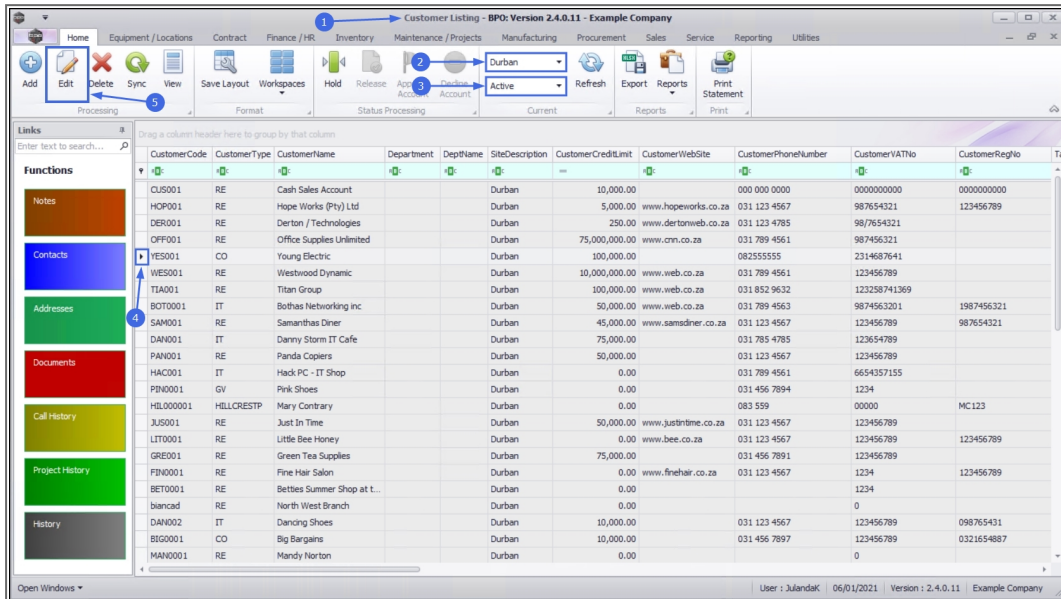 Customer Listing - BPO: Version 2.4.0.11 - Example Company
1
Home Equipment / Locations Contract Finance / HR Inventory Maintenance / Projects Manufacturing Procurement Sales Service Reporting Utilities
2 Durban
3 Active
Add Edit Delete Sync View Save Layout Workspaces Hold Release Account Decline Account Refresh Export Reports Print Statement
5
Processing Format Status Processing Current Reports Print
Links
Enter text to search...
Drag a column header here to group by that column
Functions
Notes
Contacts
Addresses
Documents
Call History
Project History
History
4
CustomerCode CustomerType CustomerName Department DeptName SiteDescription CustomerCreditLimit CustomerWebSite CustomerPhoneNumber CustomerVATNo CustomerRegNo
CUS001 RE Cash Sales Account Durban 10,000.00 000 000 0000 0000000000 0000000000
HOP001 RE Hope Works (Pty) Ltd Durban 5,000.00 www.hopeworks.co.za 031 123 4567 987654321 123456789
DER001 RE Derton / Technologies Durban 250.00 www.dertonweb.co.za 031 123 4785 98/7654321
OFF001 RE Office Supplies Unlimited Durban 75,000,000.00 www.cnn.co.za 031 789 4561 987456321
YES001 CO Young Electric Durban 100,000.00 082555555 2314687641
WES001 RE Westwood Dynamic Durban 10,000,000.00 www.web.co.za 031 789 4561 123456789
TIA001 RE Titan Group Durban 100,000.00 www.web.co.za 031 852 9632 123258741369
BOT0001 IT Bothas Networking inc Durban 50,000.00 www.web.co.za 031 789 4563 9874563201 1987456321
SAM001 RE Samanthas Diner Durban 45,000.00 www.samsdiner.co.za 031 123 4567 123456789 987654321
DAN001 IT Danny Storm IT Cafe Durban 75,000.00 031 785 4785 123654789
PAN001 RE Panda Copiers Durban 50,000.00 031 123 4567 123456789
HAC001 IT Hack PC - IT Shop Durban 0.00 031 789 4561 6654357155
PIN0001 GV Pink Shoes Durban 0.00 031 456 7894 1234
HIL000001 HILLCRESTP Mary Contrary Durban 0.00 083 559 00000 MC123
JUS001 RE Just In Time Durban 50,000.00 www.justintime.co.za 031 123 4567 123456789
LIT0001 RE Little Bee Honey Durban 0.00 www.bee.co.za 031 123 4567 123456789 123456789
GRE001 RE Green Tea Supplies Durban 75,000.00 031 456 7891 123456789
FIN0001 RE Fine Hair Salon Durban 0.00 www.finehair.co.za 031 123 4567 1234 123456789
BET0001 RE Betties Summer Shop at t... Durban 0.00 1234
biancad RE North West Branch Durban 0.00 0
DAN002 IT Dancing Shoes Durban 10,000.00 031 123 4567 123456789 098765431
BIG0001 CO Big Bargains Durban 10,000.00 031 456 7897 123456789 0321654887
MAN0001 RE Mandy Norton Durban 0.00 0
Open Windows User : JulandaK 06/01/2021 Version : 2.4.0.11 Example Company